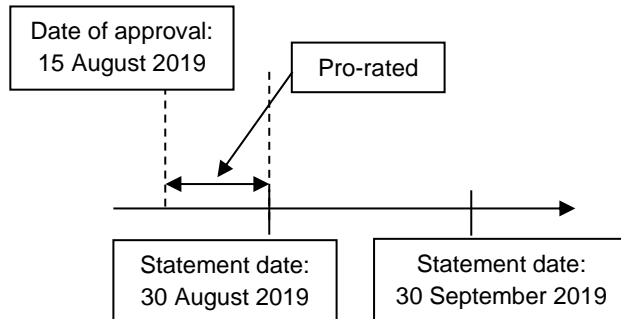 Date of approval:
15 August 2019
Pro-rated
Statement date:
30 August 2019
Statement date:
30 September 2019